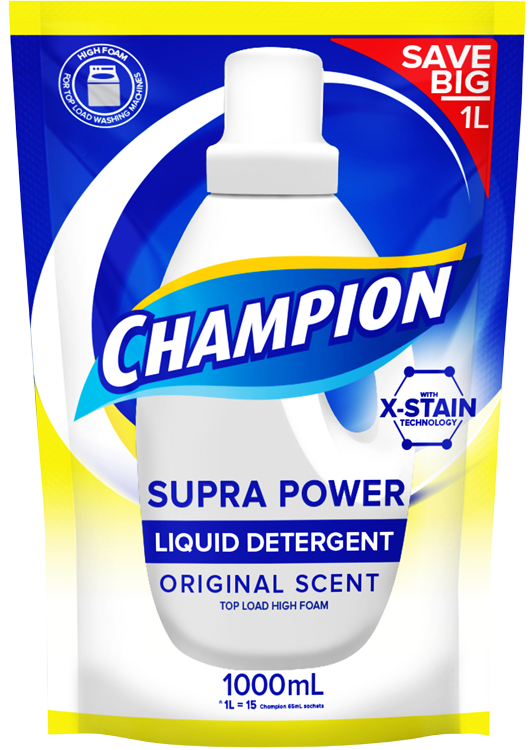 HIGH FOAM
FOR TOP LOAD WASHING MACHINES
SAVE
BIG
1L
CHAMPION
WITH
X-STAIN
TECHNOLOGY
SUPRA POWER
LIQUID DETERGENT
ORIGINAL SCENT
TOP LOAD HIGH FOAM
1000mL
*1L = 15 Champion 65mL sachets